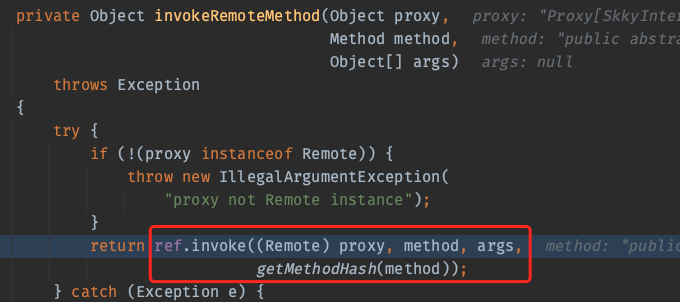 private Object invokeRemoteMethod(Object proxy,  proxy: "Proxy[SkkyInter
Method method,  method: "public abstra
Object[] args)  args: null
throws Exception
{
try {
if (!(proxy instanceof Remote)) {
throw new IllegalArgumentException(
"proxy not Remote instance");
}
return ref.invoke((Remote) proxy, method, args,  method: "public
getMethodHash(method));
} catch (Exception e) {